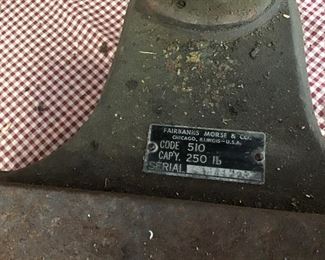 FAIRBANKS MORSE & CO.
CHICAGO, ILLINOIS - U.S.A.
CODE 510
CAPY. 250 lb
SERIAL